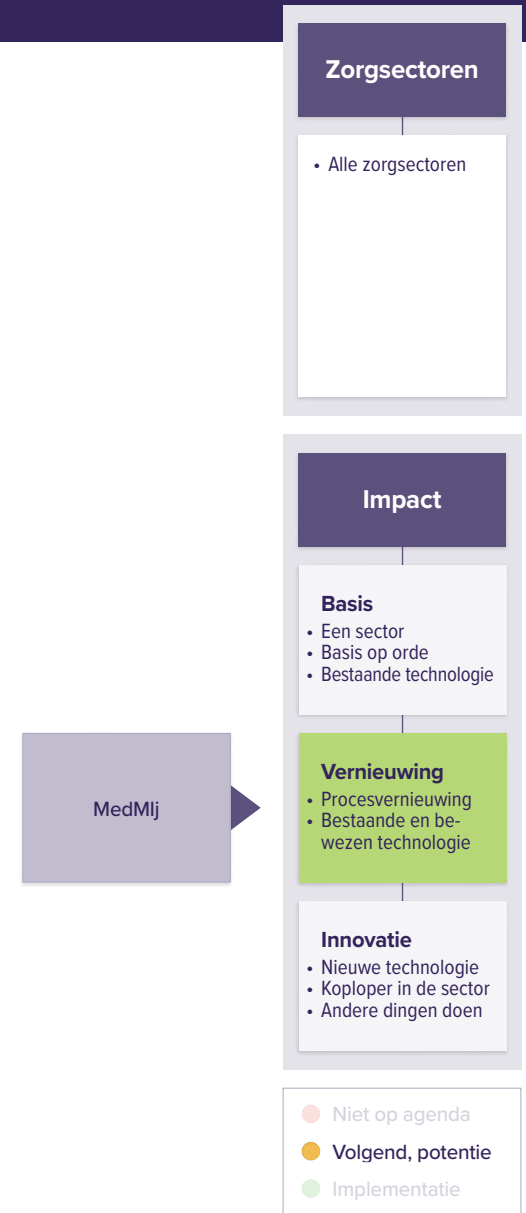 Zorgsectoren
• Alle zorgsectoren
Impact
Basis
• Een sector
• Basis op orde
• Bestaande technologie
MedMIj
Vernieuwing
• Procesvernieuwing
• Bestaande en be-
wezen technologie
Innovatie
• Nieuwe technologie
• Koploper in de sector
• Andere dingen doen
Niet op agenda
Volgend, potentie
Implementatie